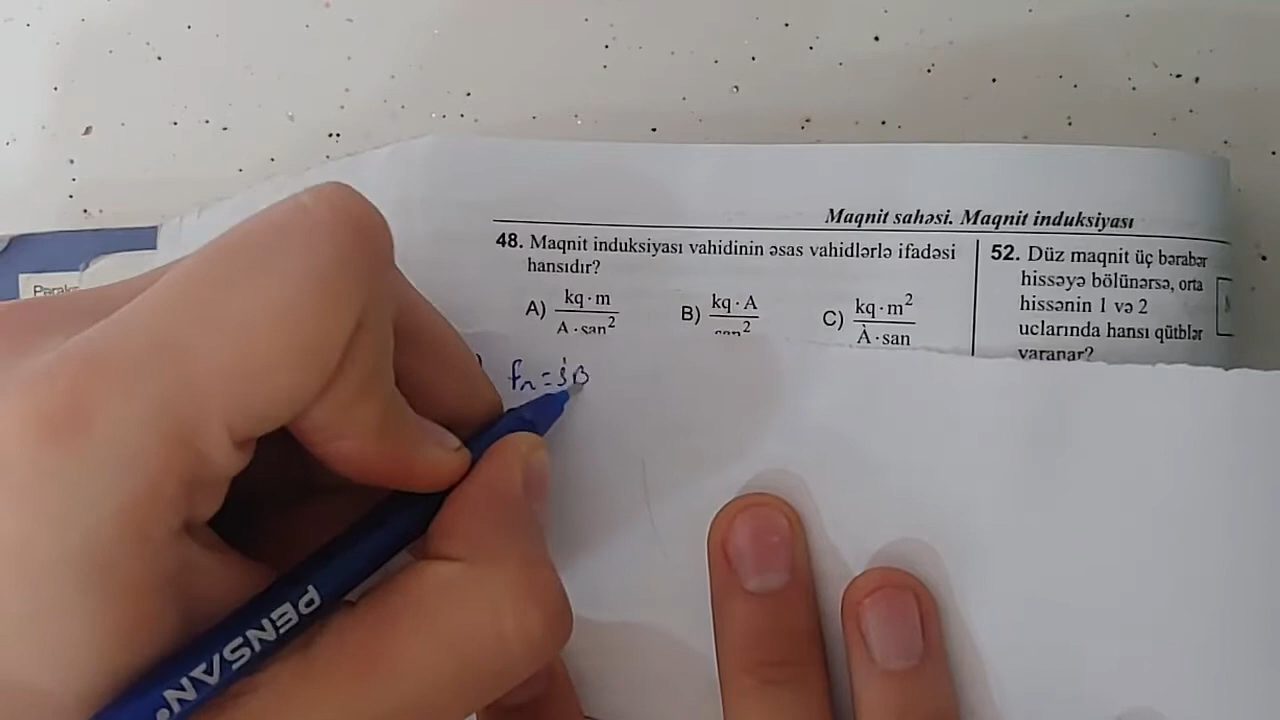 Maqnit sahəsi. Maqnit induksiyası
48. Maqnit induksiyası vahidinin əsas vahidlərlə ifadəsi
hansıdır?
A) kq · m / A · san²
B) kq · A / san²
C) kq · m² / À · san
52. Düz maqnit üç bərabər
hissəyə bölünərsə, orta
hissənin 1 və 2
uclarında hansı qütblər
yaranar?
PENSAN